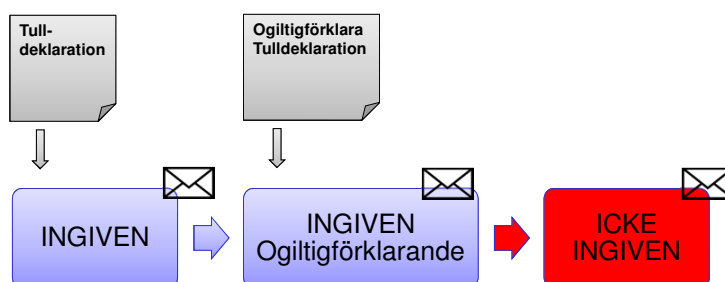 Tull-
deklaration
Ogiltigförklara
Tulldeklaration
INGIVEN
INGIVEN
Ogiltigförklarande
ICKE
INGIVEN